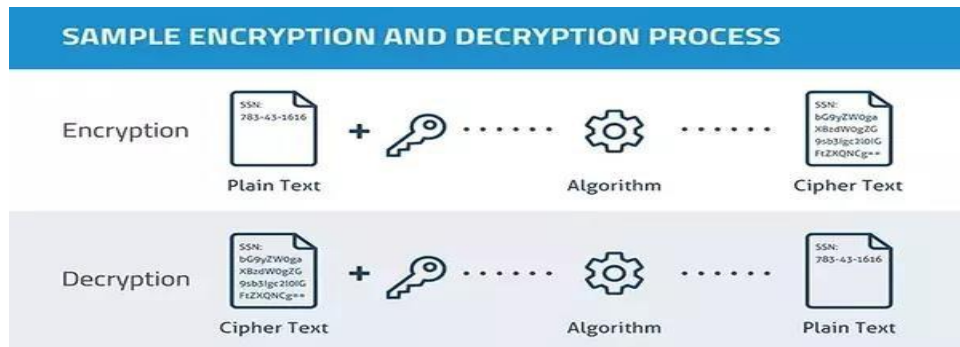 SAMPLE ENCRYPTION AND DECRYPTION PROCESS
Encryption
SSN:
783-43-1616
+
SSN:
bG9yZW0ga
XBzdW0gZG
9sb3Igc2l0IG
FtZXQNCg==
Plain Text
Algorithm
Cipher Text
Decryption
SSN:
bG9yZW0ga
XBzdW0gZG
9sb3Igc2l0IG
FtZXQNCg==
+
SSN:
783-43-1616
Cipher Text
Algorithm
Plain Text